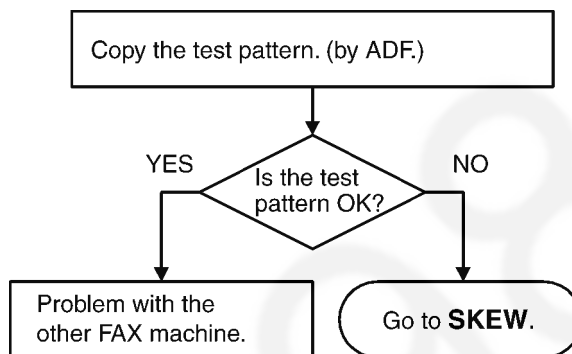 Copy the test pattern. (by ADF.)
YES
NO
Is the test
pattern OK?
Problem with the
other FAX machine.
Go to SKEW.